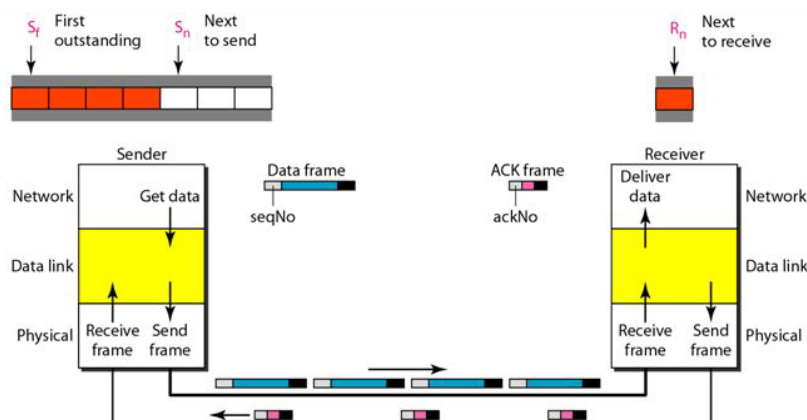 Sf First outstanding
Sn Next to send
Rn Next to receive
Sender
Data frame
ACK frame
Receiver
Network
Get data
seqNo
ackNo
Deliver data
Network
Data link
Data link
Physical
Receive frame
Send frame
Receive frame
Send frame
Physical